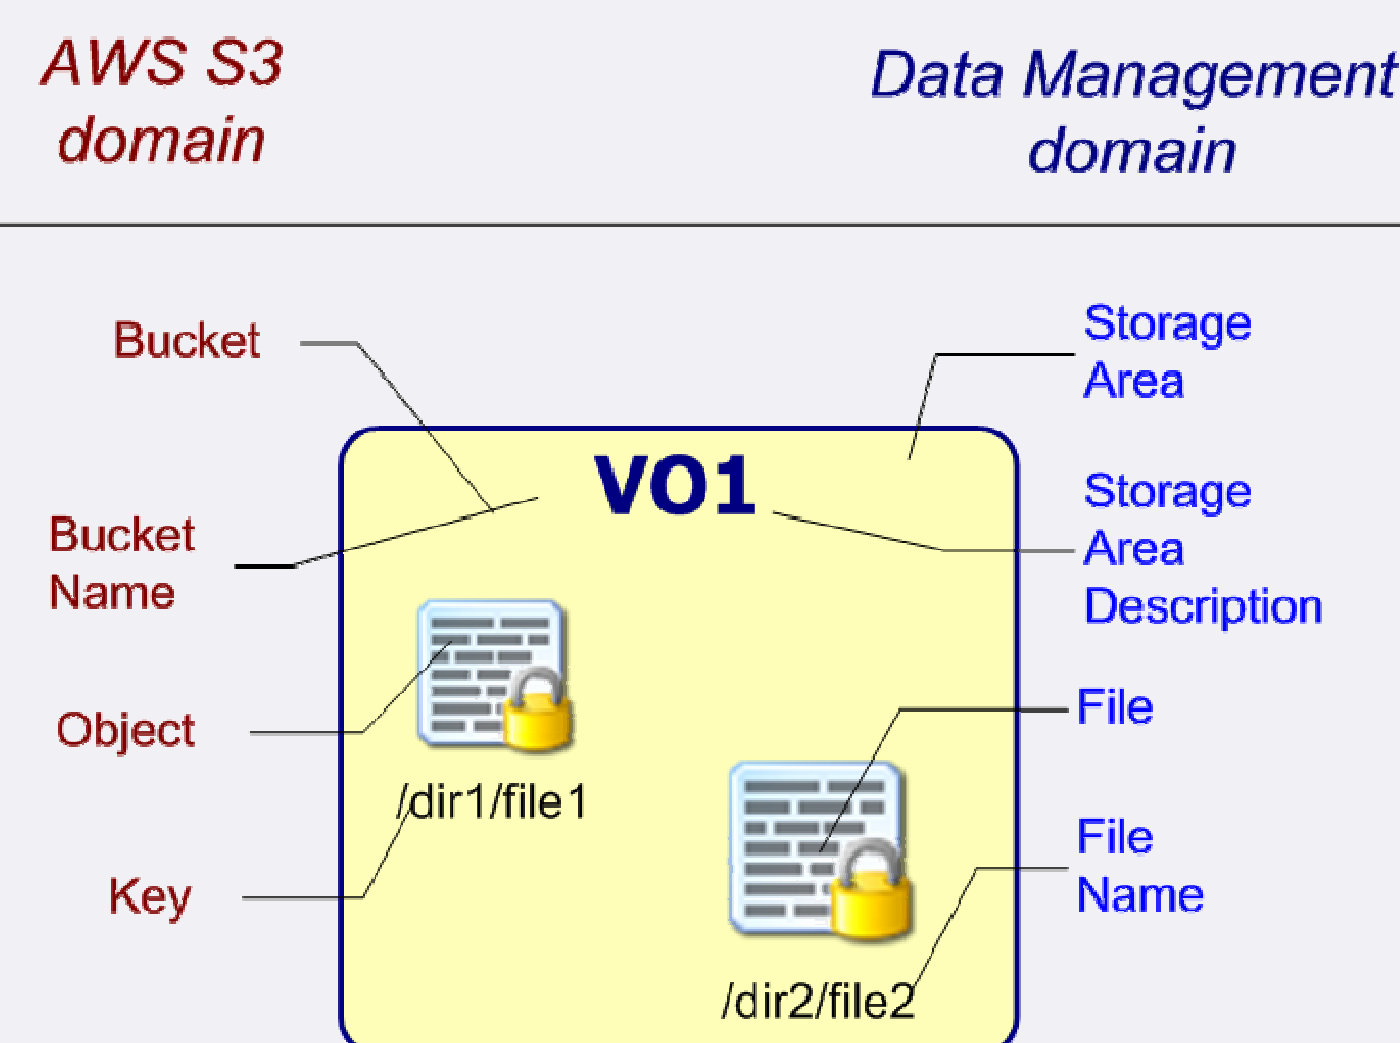 AWS S3
domain
Data Management
domain
Bucket
Storage
Area
VO1
Bucket
Name
Storage
Area
Description
Object
File
/dir1/file1
Key
File
Name
/dir2/file2